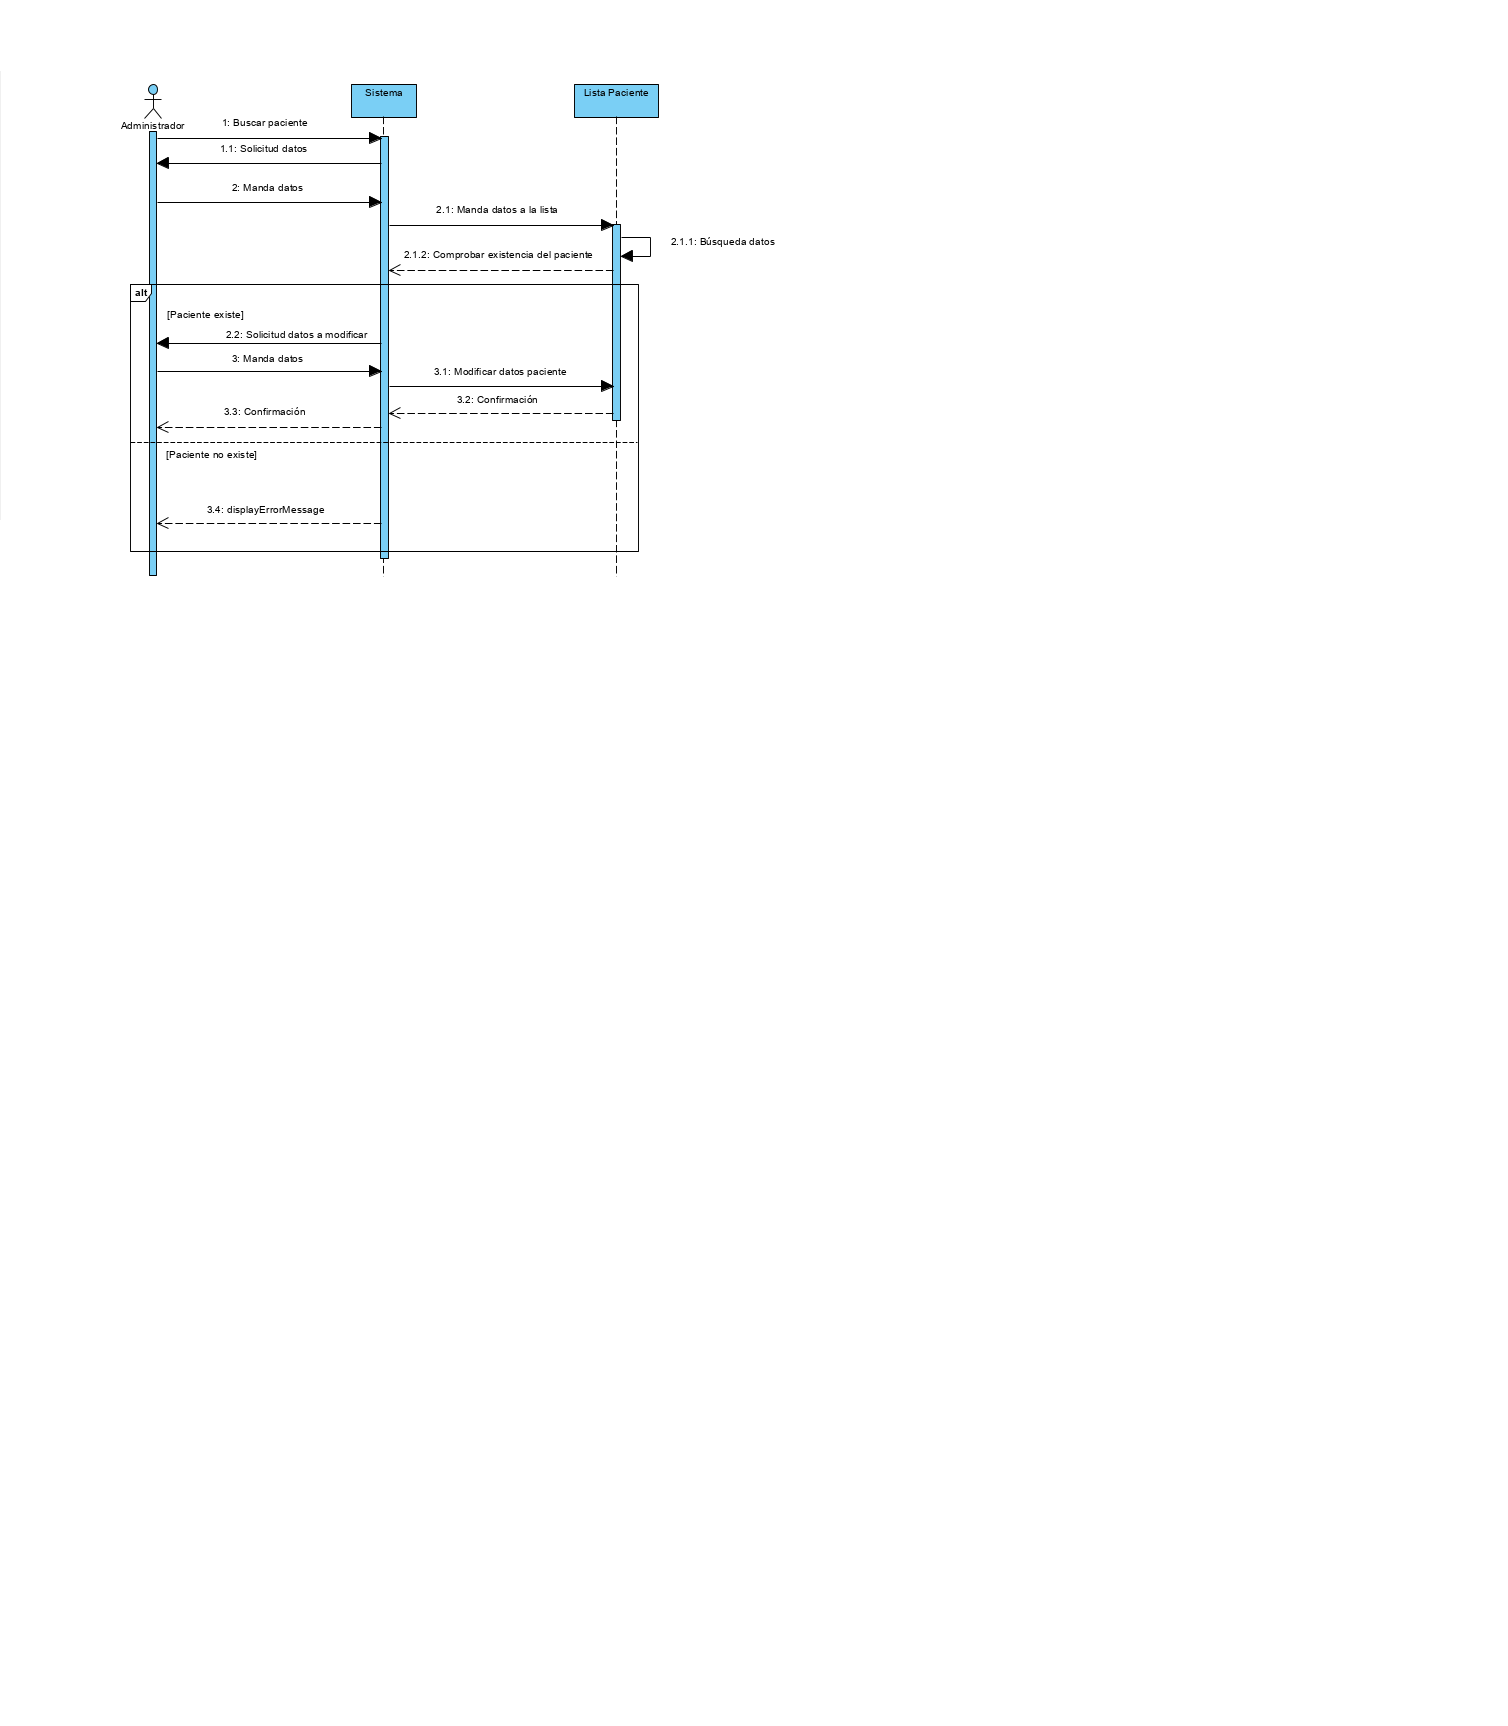 Sistema
Lista Paciente
Administrador
1: Buscar paciente
1.1: Solicitud datos
2: Manda datos
2.1: Manda datos a la lista
2.1.1: Búsqueda datos
2.1.2: Comprobar existencia del paciente
alt
[Paciente existe]
2.2: Solicitud datos a modificar
3: Manda datos
3.1: Modificar datos paciente
3.2: Confirmación
3.3: Confirmación
[Paciente no existe]
3.4: displayErrorMessage